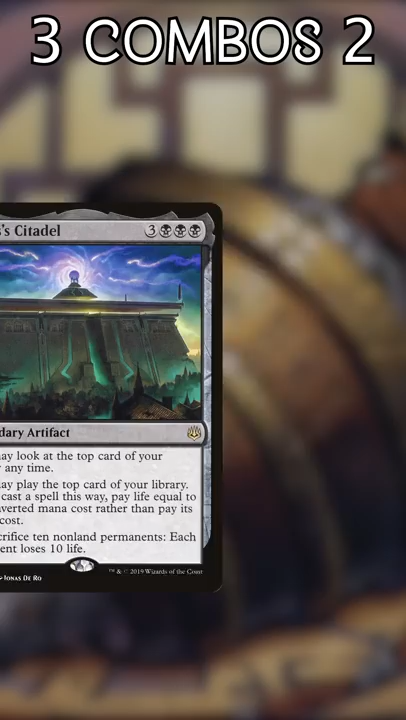 3 COMBOS 2
's Citadel 3
dary Artifact
ay look at the top card of your
any time.
ay play the top card of your library.
cast a spell this way, pay life equal to
verted mana cost rather than pay its
cost.
crifice ten nonland permanents: Each
ent loses 10 life.
™ & © 2019 Wizards of the Coast
JONAS DE RO